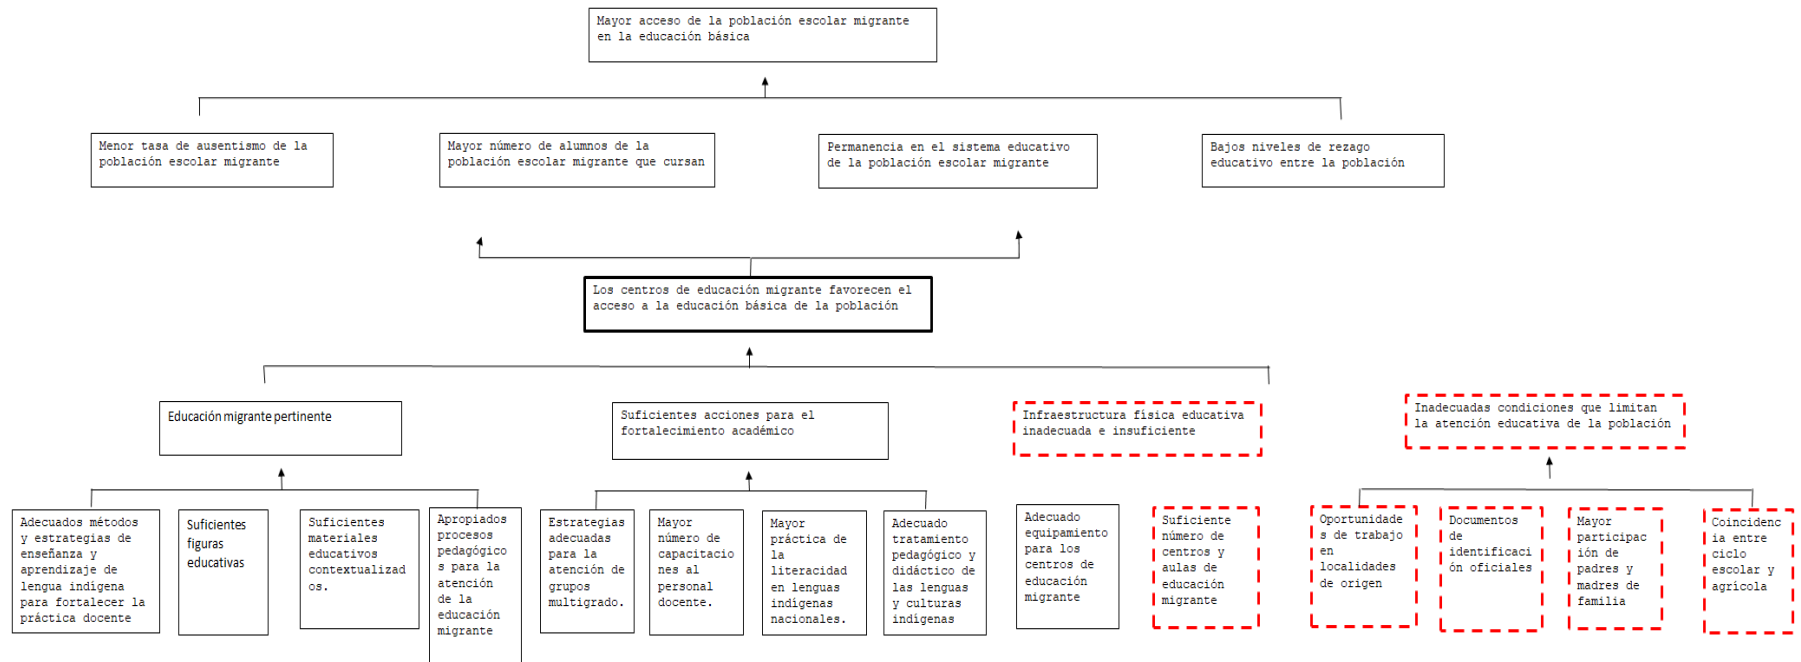 Mayor acceso de la población escolar migrante
en la educación básica
Menor tasa de ausentismo de la
población escolar migrante
Mayor número de alumnos de la
población escolar migrante que cursan
Permanencia en el sistema educativo
de la población escolar migrante
Bajos niveles de rezago
educativo entre la población
Los centros de educación migrante favorecen el
acceso a la educación básica de la población
Educación migrante pertinente
Suficientes acciones para el
fortalecimiento académico
Infraestructura física educativa
inadecuada e insuficiente
Inadecuadas condiciones que limitan
la atención educativa de la población
Adecuados métodos
y estrategias de
enseñanza y
aprendizaje de
lengua indígena
para fortalecer la
práctica docente
Suficientes
figuras
educativas
Suficientes
materiales
educativos
contextualizad
os.
Apropiados
procesos
pedagógico
s para la
atención
de la
educación
migrante
Estrategias
adecuadas
para la
atención de
grupos
multigrado.
Mayor
número de
capacitacio
nes al
personal
docente.
Mayor
práctica de
la
literacidad
en lenguas
indígenas
nacionales.
Adecuado
tratamiento
pedagógico y
didáctico de
las lenguas
y culturas
indígenas
Adecuado
equipamiento
para los
centros de
educación
migrante
Suficiente
número de
centros y
aulas de
educación
migrante
Oportunidade
s de trabajo
en
localidades
de origen
Documentos
de
identificaci
ón oficiales
Mayor
participac
ión de
padres y
madres de
familia
Coincidenc
ia entre
ciclo
escolar y
agrícola